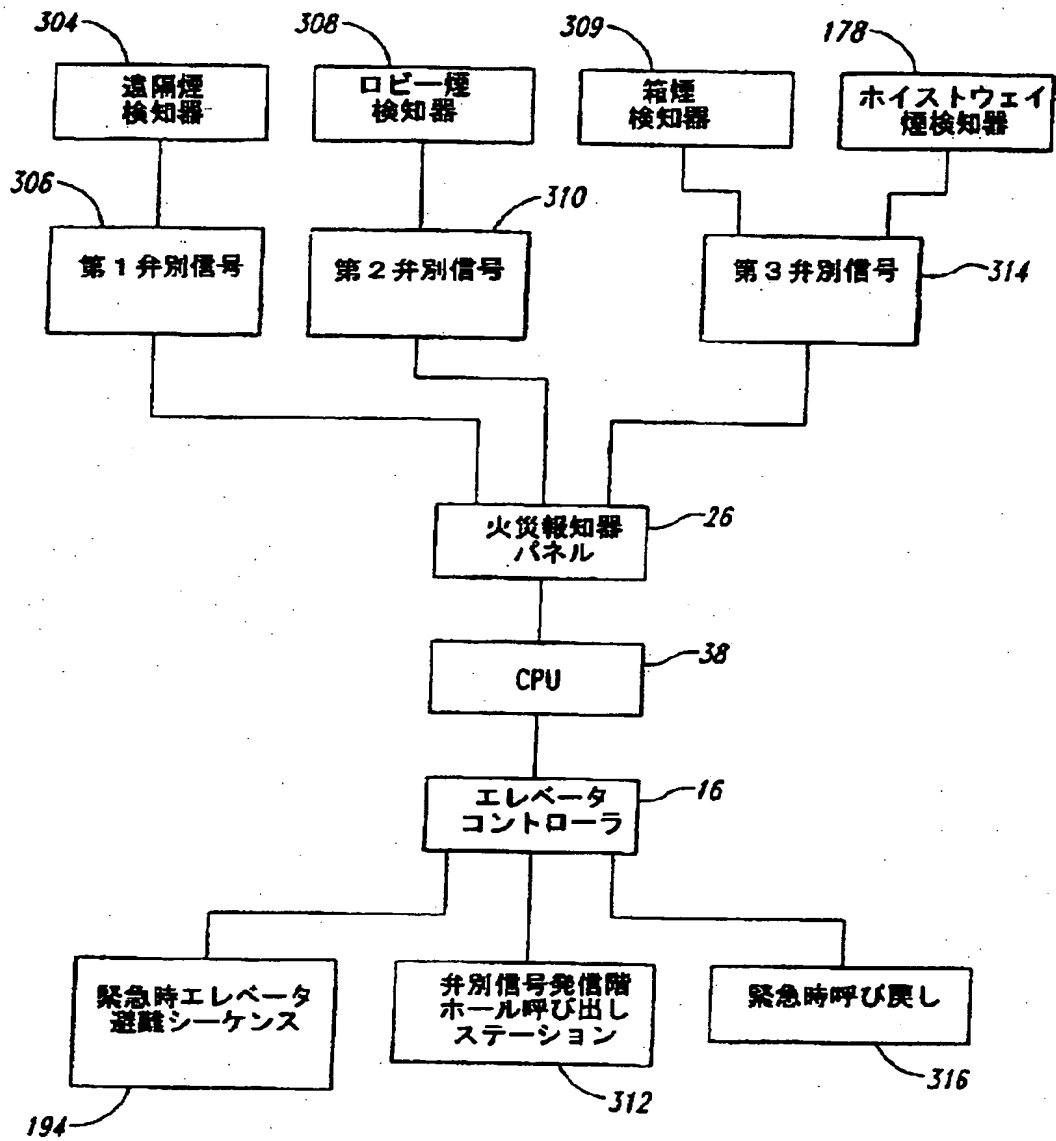 304
308
309
178
遠隔煙
検知器
ロビー煙
検知器
箱煙
検知器
ホイストウェイ
煙検知器
306
310
第1弁別信号
第2弁別信号
第3弁別信号
314
火災報知器
パネル
26
CPU
38
エレベータ
コントローラ
16
緊急時エレベータ
避難シーケンス
弁別信号発信階
ホール呼び出し
ステーション
緊急時呼び戻し
194
312
316